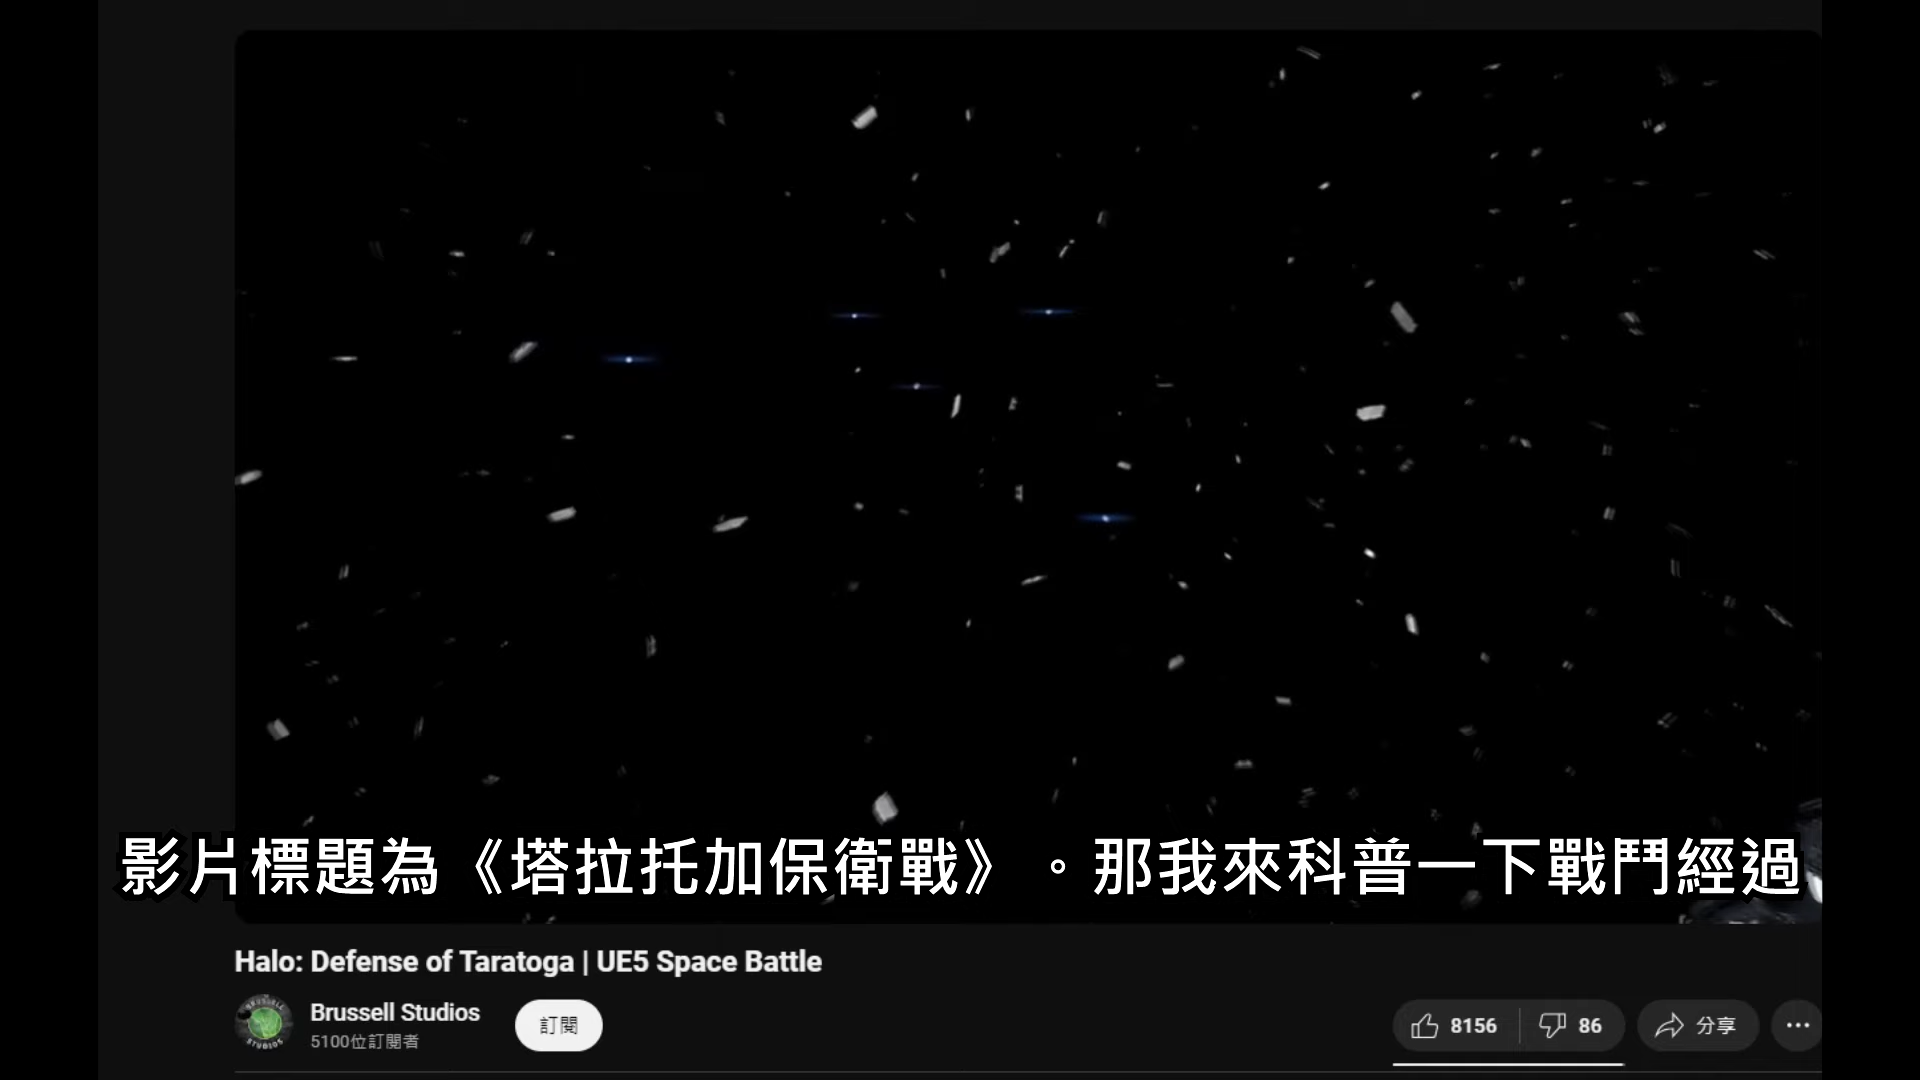 影片標題為《塔拉托加保衛戰》。那我來科普一下戰鬥經過
Halo: Defense of Taratoga | UE5 Space Battle
Brussell Studios
5100位訂閱者
訂閱
8156
86
分享